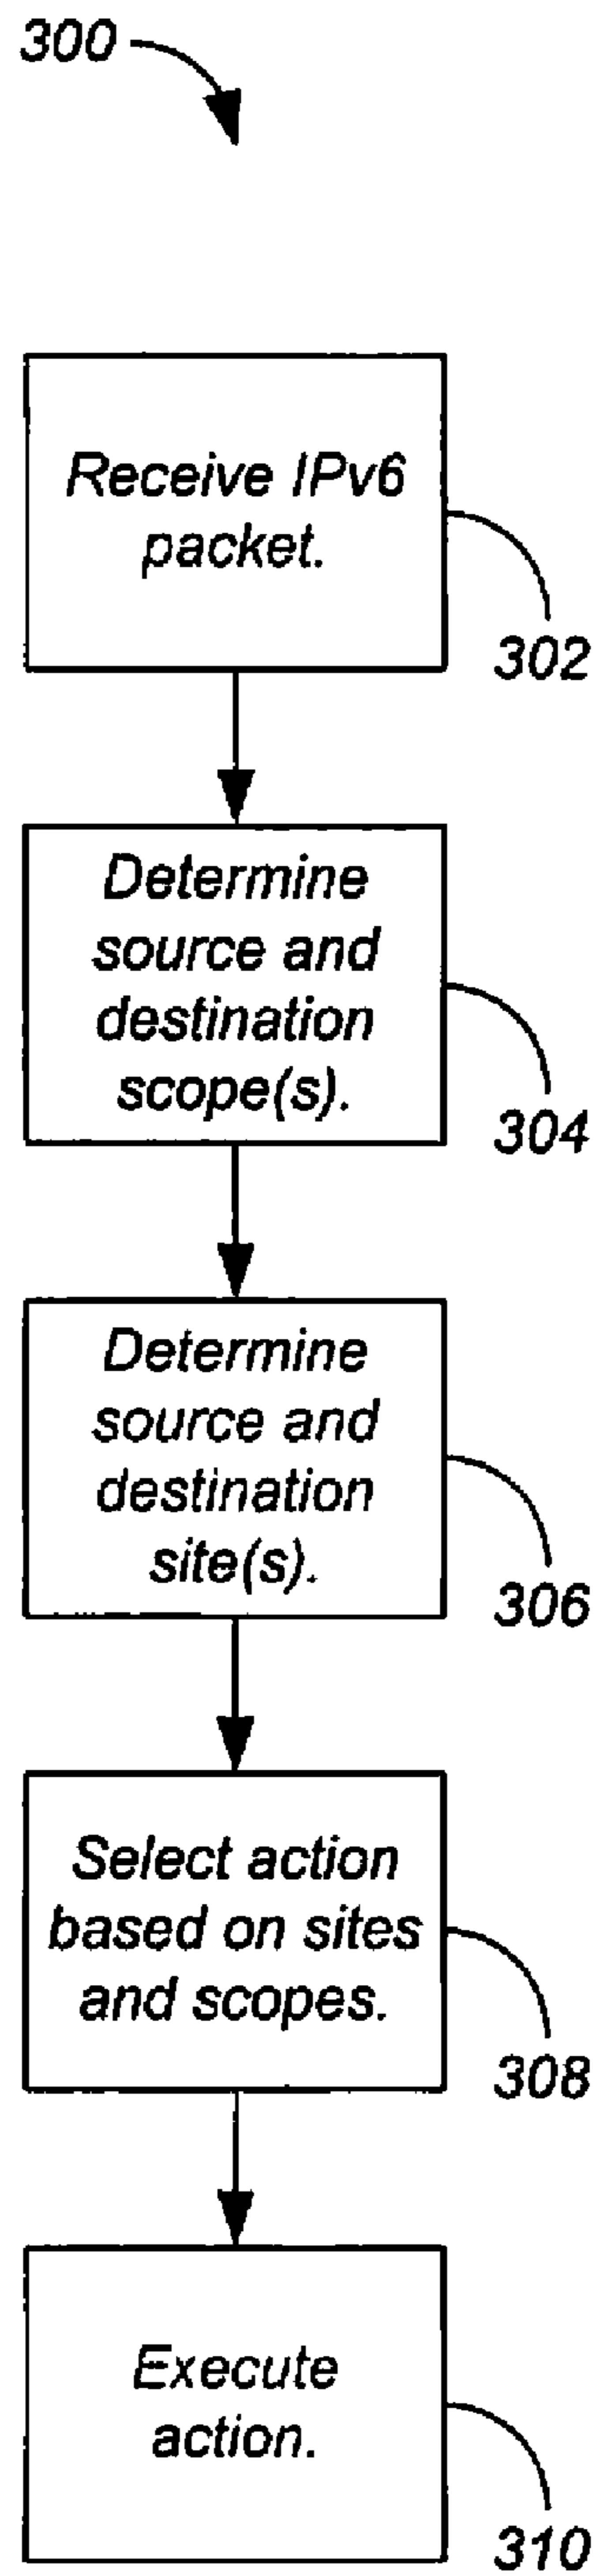 300
Receive IPv6
packet.
302
Determine
source and
destination
scope(s).
304
Determine
source and
destination
site(s).
306
Select action
based on sites
and scopes.
308
Execute
action.
310